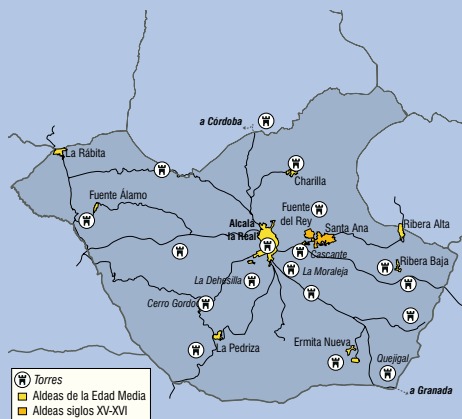 a Córdoba
La Rábita
Charilla
Fuente Álamo
Fuente
del Rey
Alcalá
la Real
Santa Ana
Ribera Alta
Cascante
La Moraleja
Ribera Baja
La Dehesilla
Cerro Gordo
La Pedriza
Ermita Nueva
Quejigal
a Granada
Torres
Aldeas de la Edad Media
Aldeas siglos XV-XVI